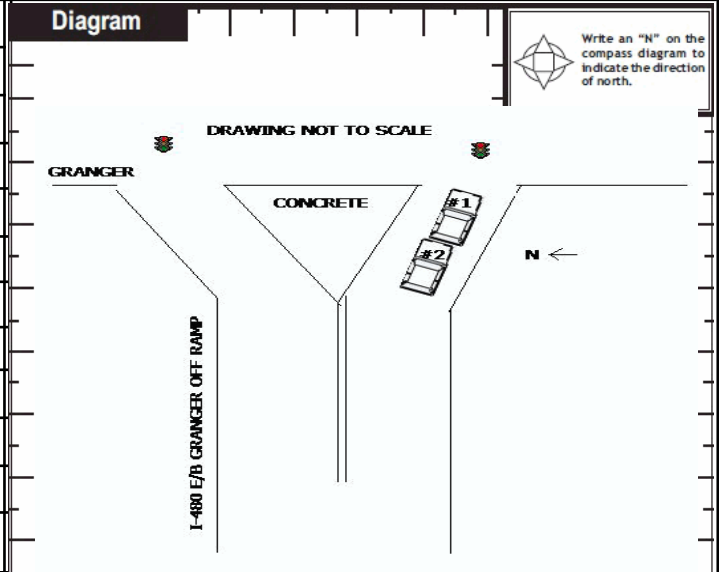 Diagram
Write an “N” on the
compass diagram to
indicate the direction
of north.
DRAWING NOT TO SCALE
GRANGER
CONCRETE
#1
#2
N
I-480 E/B GRANGER OFF RAMP